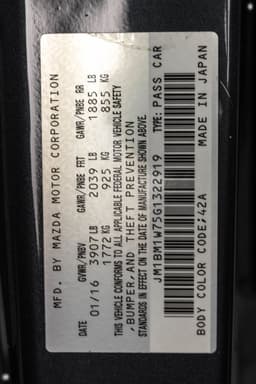 MFD. BY MAZDA MOTOR CORPORATION
DATE GVWR/PNBV GAWR/PNBE FRT GAWR/PNBE RR
01/16 3907 LB 2039 LB 1885 LB
1772 KG 925 KG 855 KG
THIS VEHICLE CONFORMS TO ALL APPLICABLE FEDERAL MOTOR VEHICLE SAFETY
,BUMPER,AND THEFT PREVENTION
STANDARDS IN EFFECT ON THE DATE OF MANUFACTURE SHOWN ABOVE.
JM1BM1W75G1322919 TYPE: PASS CAR
BODY COLOR CODE;42A MADE IN JAPAN